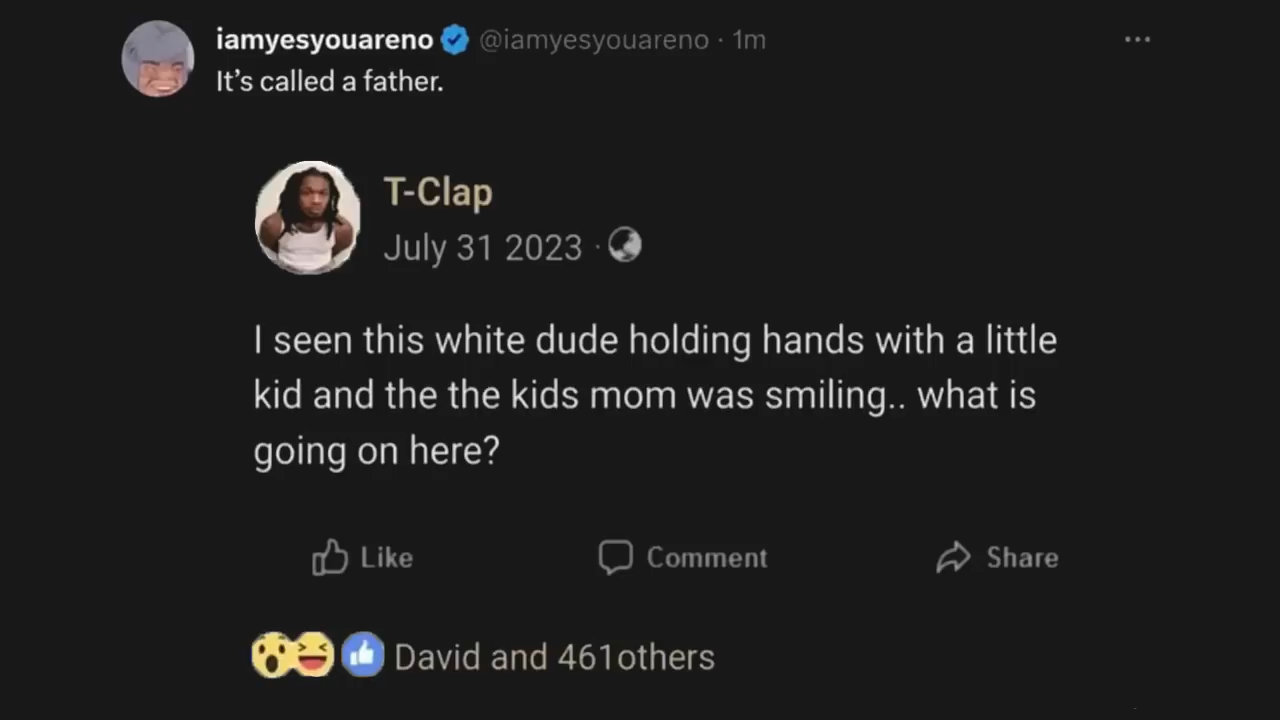 iamyesyouareno @iamyesyouareno · 1m
It's called a father.
T-Clap
July 31 2023 ·
I seen this white dude holding hands with a little
kid and the the kids mom was smiling.. what is
going on here?
Like Comment Share
David and 461others